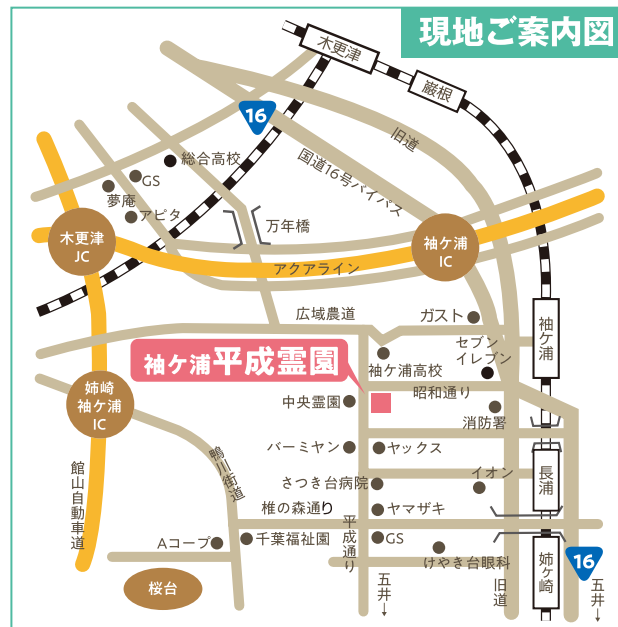 現地ご案内図
木更津
巌根
16
旧道
国道16号バイパス
総合高校
GS
夢庵
アピタ
万年橋
木更津
JC
袖ケ浦
IC
アクアライン
広域農道
ガスト
セブン
イレブン
袖ケ浦
袖ケ浦平成霊園
袖ケ浦高校
昭和通り
姉崎
袖ケ浦
IC
中央霊園
消防署
バーミヤン
ヤックス
鴨川街道
館山自動車道
さつき台病院
イオン
長浦
椎の森通り
ヤマザキ
平成通り
Aコープ
千葉福祉園
GS
けやき台眼科
姉ヶ崎
16
桜台
五井→
旧道
五井→